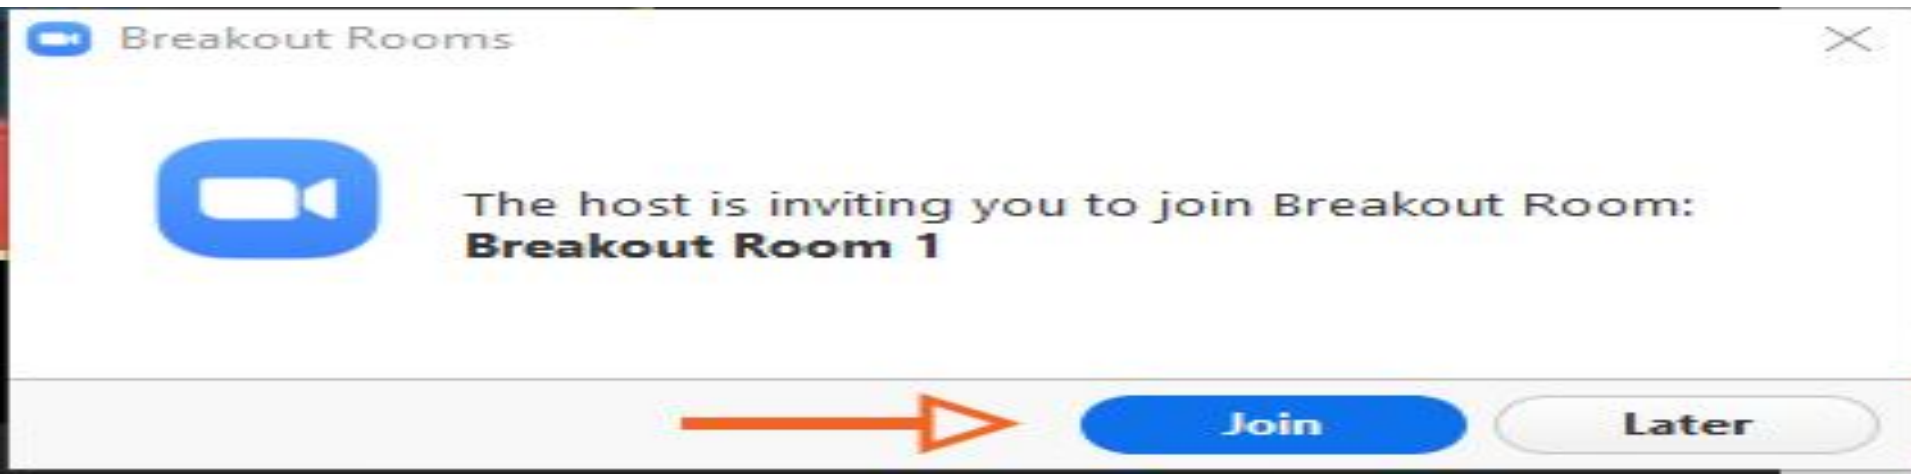 Breakout Rooms
The host is inviting you to join Breakout Room:
Breakout Room 1
Join
Later